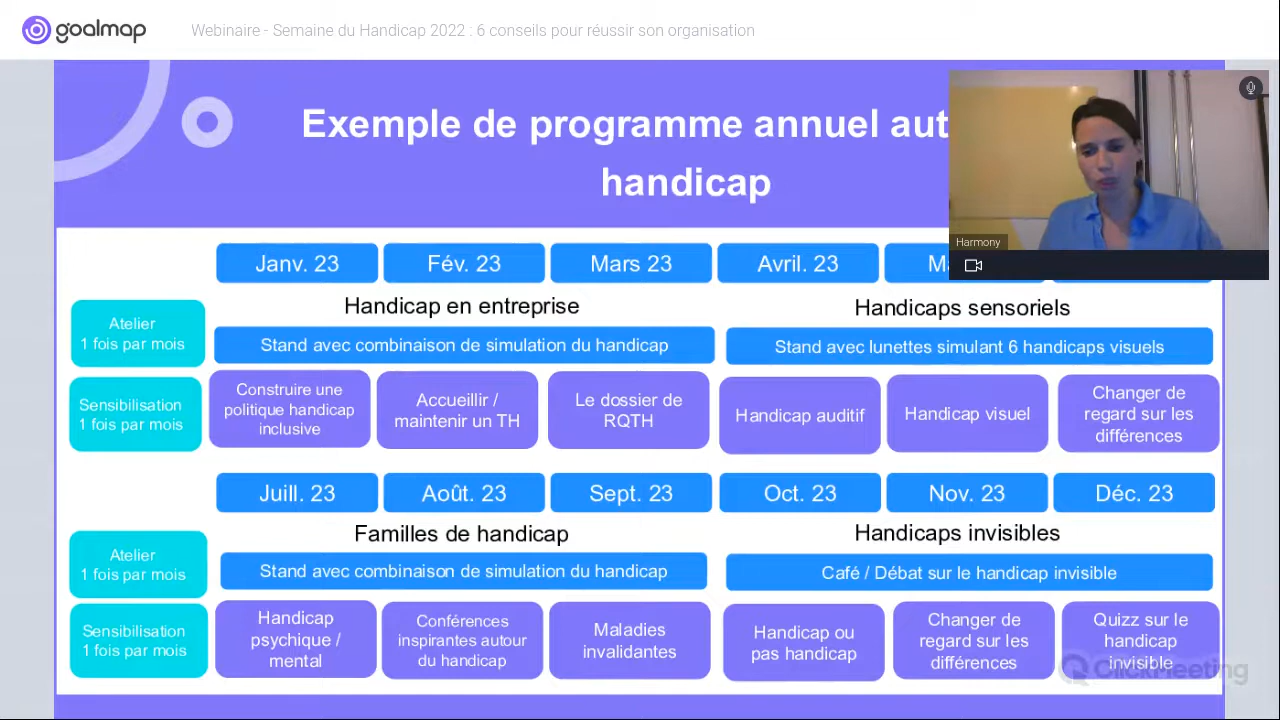 goalmap
Webinaire - Semaine du Handicap 2022 : 6 conseils pour réussir son organisation
Exemple de programme annuel aut
handicap
Harmony
Janv. 23
Fév. 23
Mars 23
Avril. 23
Ma
Handicap en entreprise
Handicaps sensoriels
Atelier
1 fois par mois
Stand avec combinaison de simulation du handicap
Stand avec lunettes simulant 6 handicaps visuels
Sensibilisation
1 fois par mois
Construire une
politique handicap
inclusive
Accueillir /
maintenir un TH
Le dossier de
RQTH
Handicap auditif
Handicap visuel
Changer de
regard sur les
différences
Juill. 23
Août. 23
Sept. 23
Oct. 23
Nov. 23
Déc. 23
Familles de handicap
Handicaps invisibles
Atelier
1 fois par mois
Stand avec combinaison de simulation du handicap
Café / Débat sur le handicap invisible
Sensibilisation
1 fois par mois
Handicap
psychique /
mental
Conférences
inspirantes autour
du handicap
Maladies
invalidantes
Handicap ou
pas handicap
Changer de
regard sur les
différences
Quizz sur le
handicap
invisible
ClickMeeting